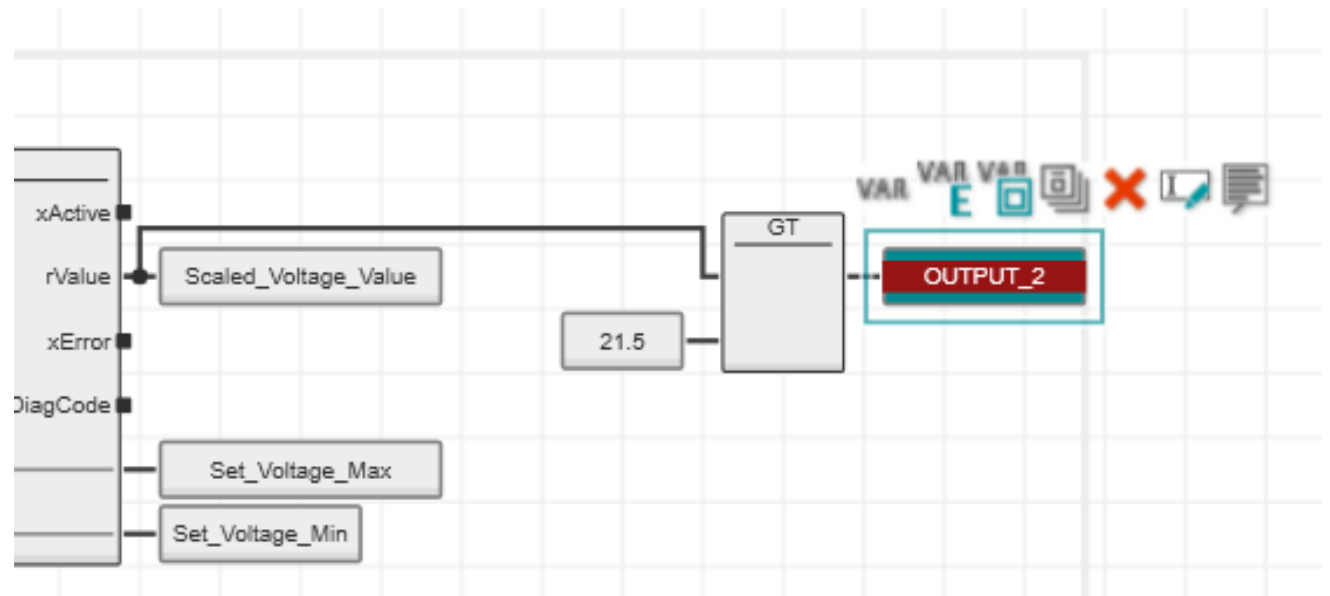 VAR
VAR
E
VAR
GT
xActive
rValue
Scaled_Voltage_Value
OUTPUT_2
xError
21.5
DiagCode
Set_Voltage_Max
Set_Voltage_Min